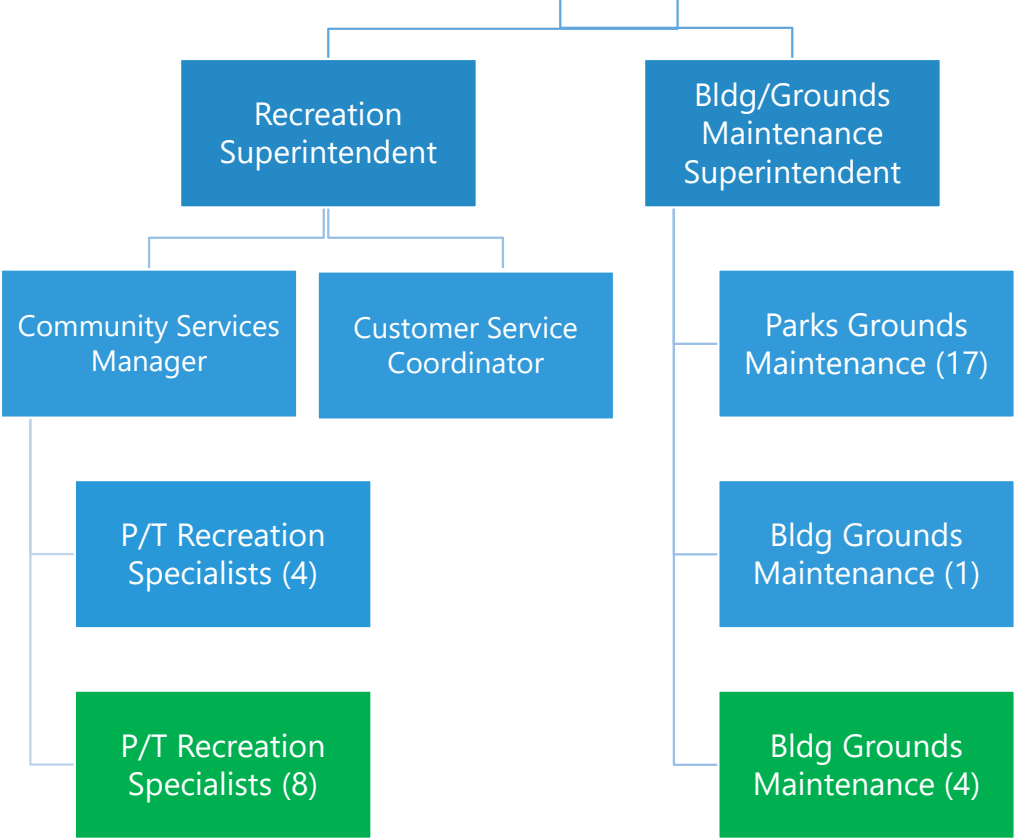 Recreation
Superintendent
Bldg/Grounds
Maintenance
Superintendent
Community Services
Manager
Customer Service
Coordinator
Parks Grounds
Maintenance (17)
P/T Recreation
Specialists (4)
Bldg Grounds
Maintenance (1)
P/T Recreation
Specialists (8)
Bldg Grounds
Maintenance (4)